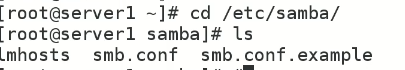 [root@server1 ~]# cd /etc/samba/
[root@server1 samba]# ls
lmhosts  smb.conf  smb.conf.example